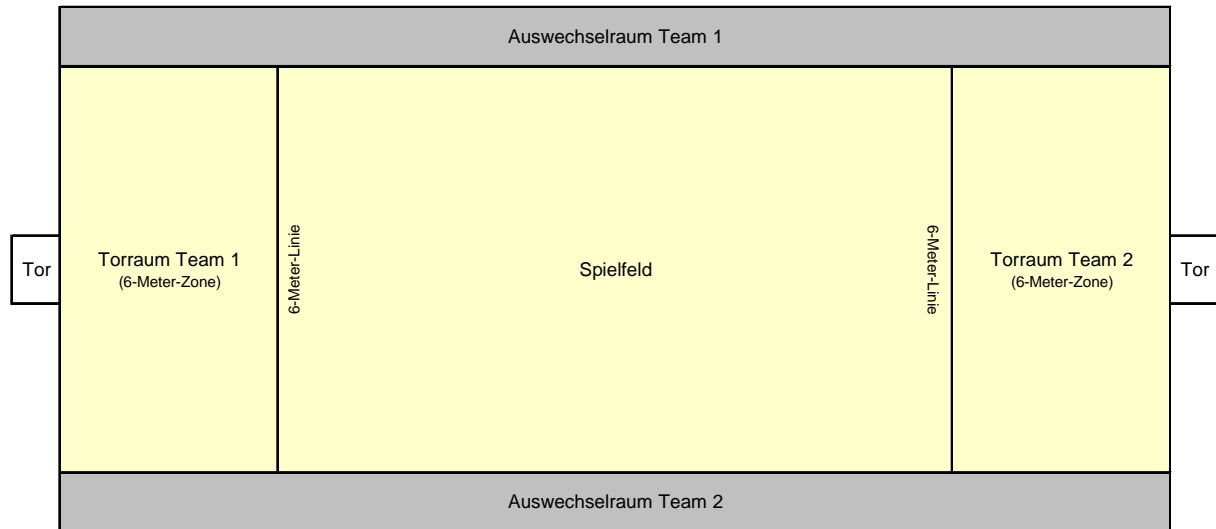 Auswechselraum Team 1
Tor
Torraum Team 1
(6-Meter-Zone)
6-Meter-Linie
Spielfeld
6-Meter-Linie
Torraum Team 2
(6-Meter-Zone)
Tor
Auswechselraum Team 2